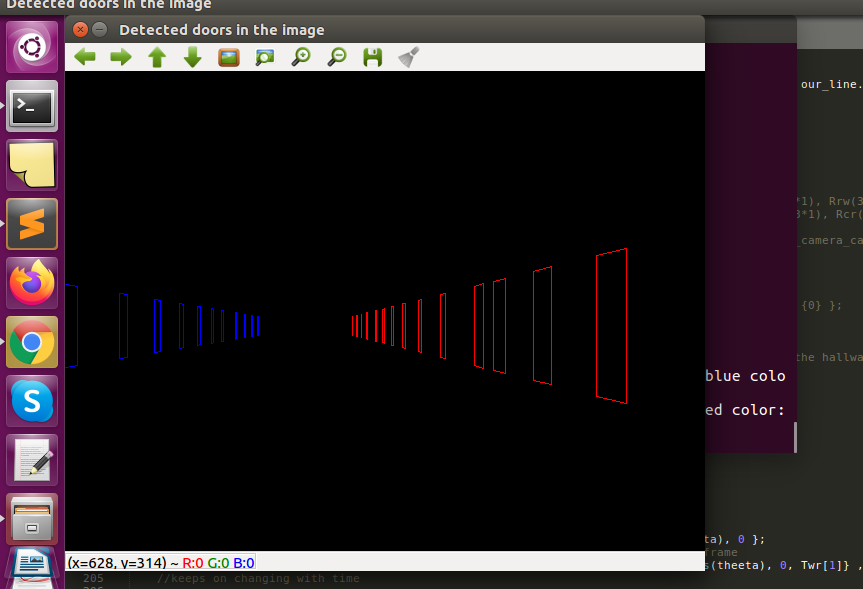 Detected doors in the image
Detected doors in the image
our_line.
*1), Rrw(3
3*1), Rcr(
_camera_ca
{0} };
the hallwa
blue colo
ed color:
ta), 0 };
frame
s(theeta), 0, Twr[1]} ,
(x=628, y=314) ~ R:0 G:0 B:0
205 //keeps on changing with time